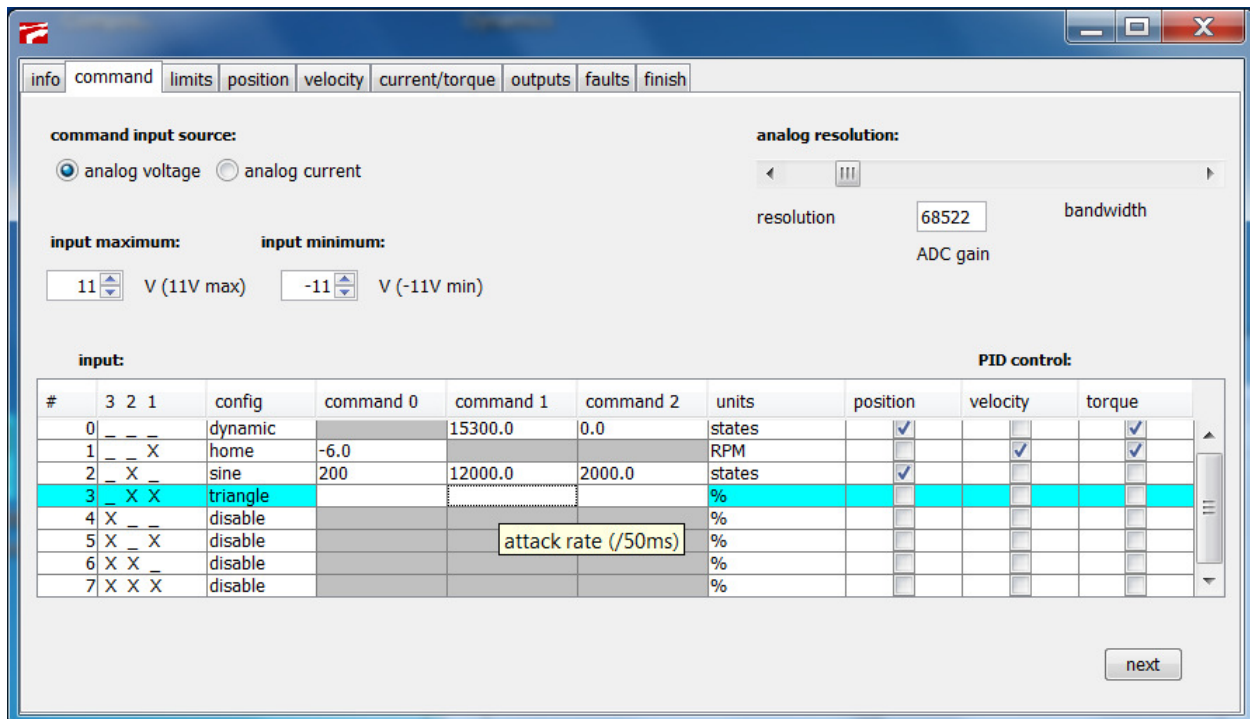 info command limits position velocity current/torque outputs faults finish
command input source: analog resolution:
analog voltage analog current
resolution 68522 bandwidth
ADC gain
input maximum: input minimum:
11 V (11V max) -11 V (-11V min)
input: PID control:
# 3 2 1 config command 0 command 1 command 2 units position velocity torque
0 _ _ _ dynamic 15300.0 0.0 states
1 _ _ X home -6.0 RPM
2 _ X _ sine 200 12000.0 2000.0 states
3 _ X X triangle %
4 X _ _ disable %
5 X _ X disable %
attack rate (/50ms)
6 X X _ disable %
7 X X X disable %
next